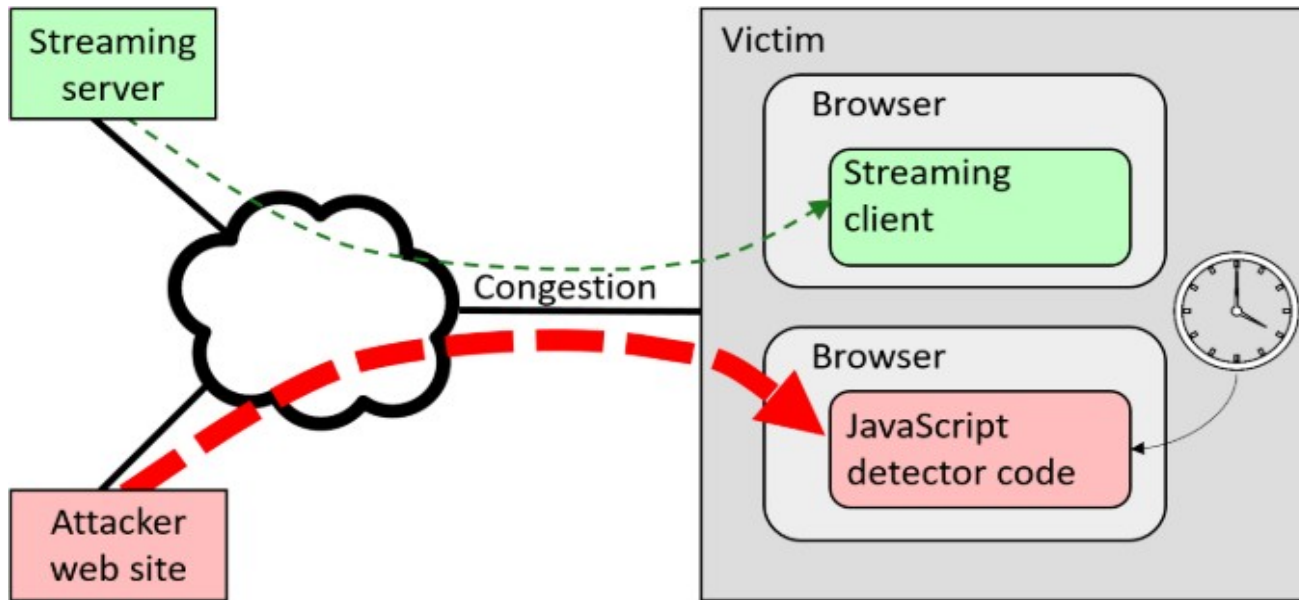 Streaming
server
Victim
Browser
Streaming
client
Congestion
Browser
JavaScript
detector code
Attacker
web site